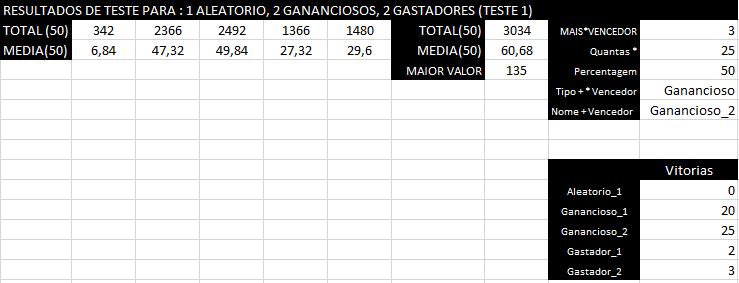 RESULTADOS DE TESTE PARA : 1 ALEATORIO, 2 GANANCIOSOS, 2 GASTADORES (TESTE 1)
TOTAL (50) 342 2366 2492 1366 1480 TOTAL(50) 3034 MAIS*VENCEDOR 3
MEDIA(50) 6,84 47,32 49,84 27,32 29,6 MEDIA(50) 60,68 Quantas * 25
MAIOR VALOR 135 Percentagem 50
Tipo + * Vencedor Ganancioso
Nome + Vencedor Ganancioso_2
Vitorias
Aleatorio_1 0
Ganancioso_1 20
Ganancioso_2 25
Gastador_1 2
Gastador_2 3